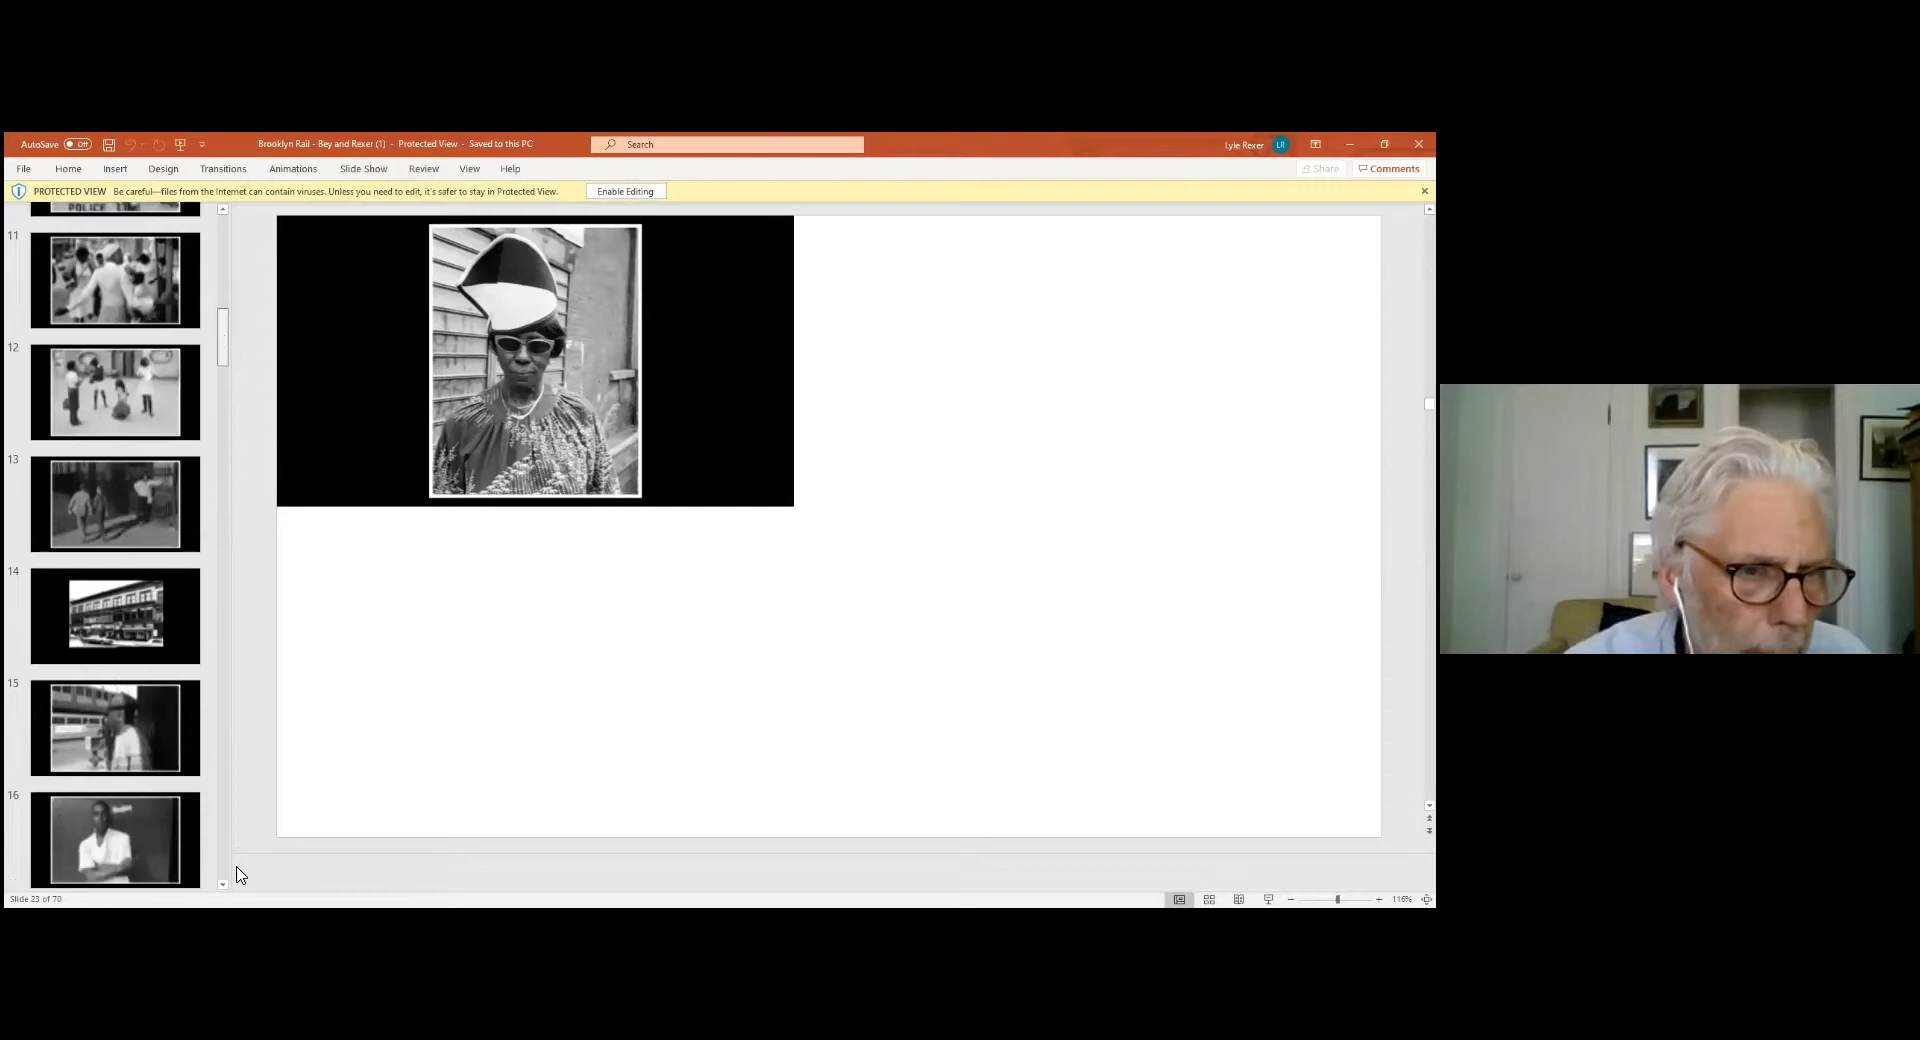 AutoSave Off Brooklyn Rail - Bey and Rexer (1) - Protected View - Saved to this PC Search Lyle Rexer LR
File Home Insert Design Transitions Animations Slide Show Review View Help Share Comments
PROTECTED VIEW Be careful—files from the Internet can contain viruses. Unless you need to edit, it's safer to stay in Protected View. Enable Editing
POLICE
11
12
13
14
15
16
Slide 23 of 70 116%